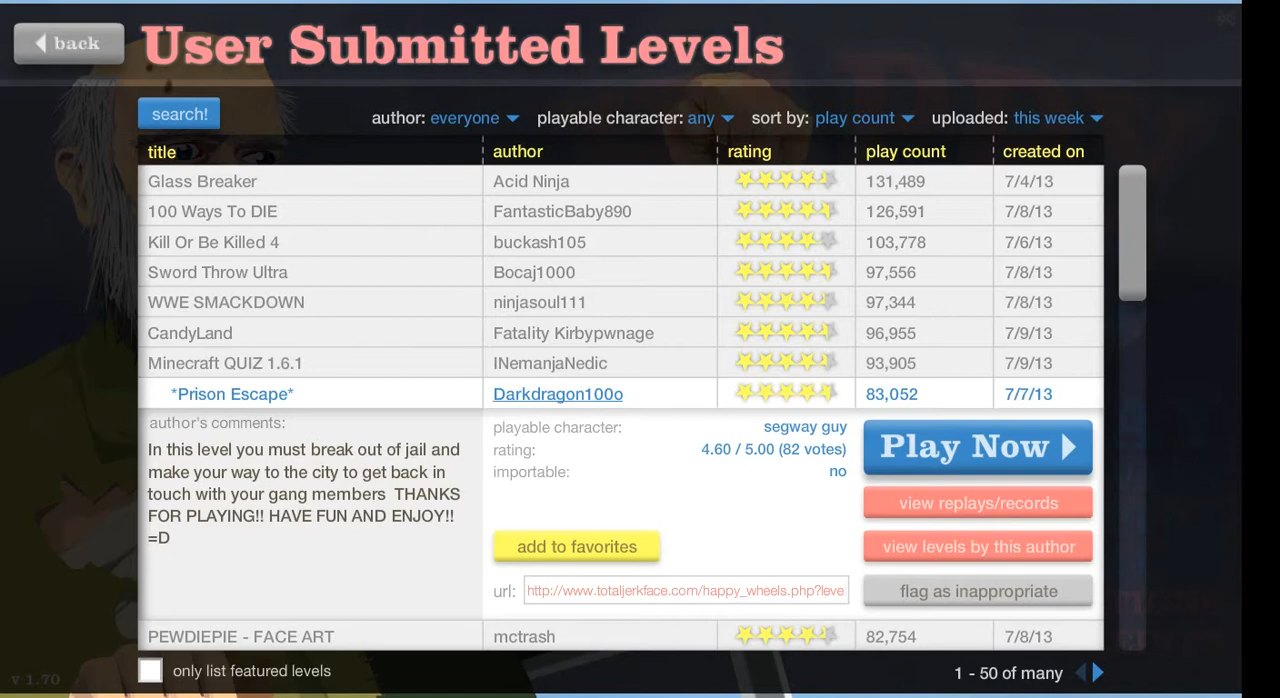 back
User Submitted Levels
search!
author: everyone playable character: any sort by: play count uploaded: this week
title author rating play count created on
Glass Breaker Acid Ninja 131,489 7/4/13
100 Ways To DIE FantasticBaby890 126,591 7/8/13
Kill Or Be Killed 4 buckash105 103,778 7/6/13
Sword Throw Ultra Bocaj1000 97,556 7/8/13
WWE SMACKDOWN ninjasoul111 97,344 7/8/13
CandyLand Fatality Kirbypwnage 96,955 7/9/13
Minecraft QUIZ 1.6.1 INemanjaNedic 93,905 7/9/13
*Prison Escape* Darkdragon100o 83,052 7/7/13
author's comments:
In this level you must break out of jail and
make your way to the city to get back in
touch with your gang members THANKS
FOR PLAYING!! HAVE FUN AND ENJOY!!
=D
playable character: segway guy
rating: 4.60 / 5.00 (82 votes)
importable: no
add to favorites
url: http://www.totaljerkface.com/happy_wheels.php?leve
Play Now
view replays/records
view levels by this author
flag as inappropriate
PEWDIEPIE - FACE ART mctrash 82,754 7/8/13
only list featured levels
1 - 50 of many
v 1.70